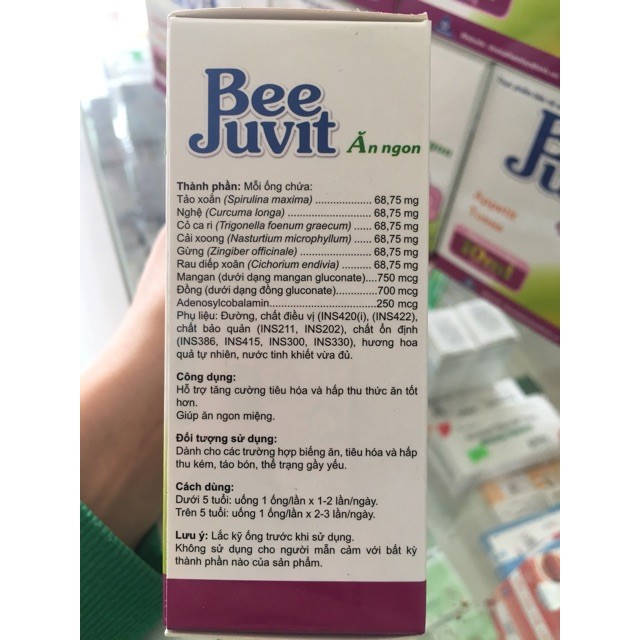 Bee
Juvit Ăn ngon
Thành phần: Mỗi ống chứa:
Tảo xoắn (Spirulina maxima) .................... 68,75 mg
Nghệ (Curcuma longa) ............................ 68,75 mg
Cỏ ca ri (Trigonella foenum graecum) ...... 68,75 mg
Cải xoong (Nasturtium microphyllum) ...... 68,75 mg
Gừng (Zingiber officinale) ........................ 68,75 mg
Rau diếp xoăn (Cichorium endivia) .......... 68,75 mg
Mangan (dưới dạng mangan gluconate)....750 mcg
Đồng (dưới dạng đồng gluconate)............700 mcg
Adenosylcobalamin..................................250 mcg
Phụ liệu: Đường, chất điều vị (INS420(i), (INS422),
chất bảo quản (INS211, INS202), chất ổn định
(INS386, INS415, INS300, INS330), hương hoa
quả tự nhiên, nước tinh khiết vừa đủ.
Công dụng:
Hỗ trợ tăng cường tiêu hóa và hấp thu thức ăn tốt
hơn.
Giúp ăn ngon miệng.
Đối tượng sử dụng:
Dành cho các trường hợp biếng ăn, tiêu hóa và hấp
thu kém, táo bón, thể trạng gầy yếu.
Cách dùng:
Dưới 5 tuổi: uống 1 ống/lần x 1-2 lần/ngày.
Trên 5 tuổi: uống 1 ống/lần x 2-3 lần/ngày.
Lưu ý: Lắc kỹ ống trước khi sử dụng.
Không sử dụng cho người mẫn cảm với bất kỳ
thành phần nào của sản phẩm.
Appetit
10ml